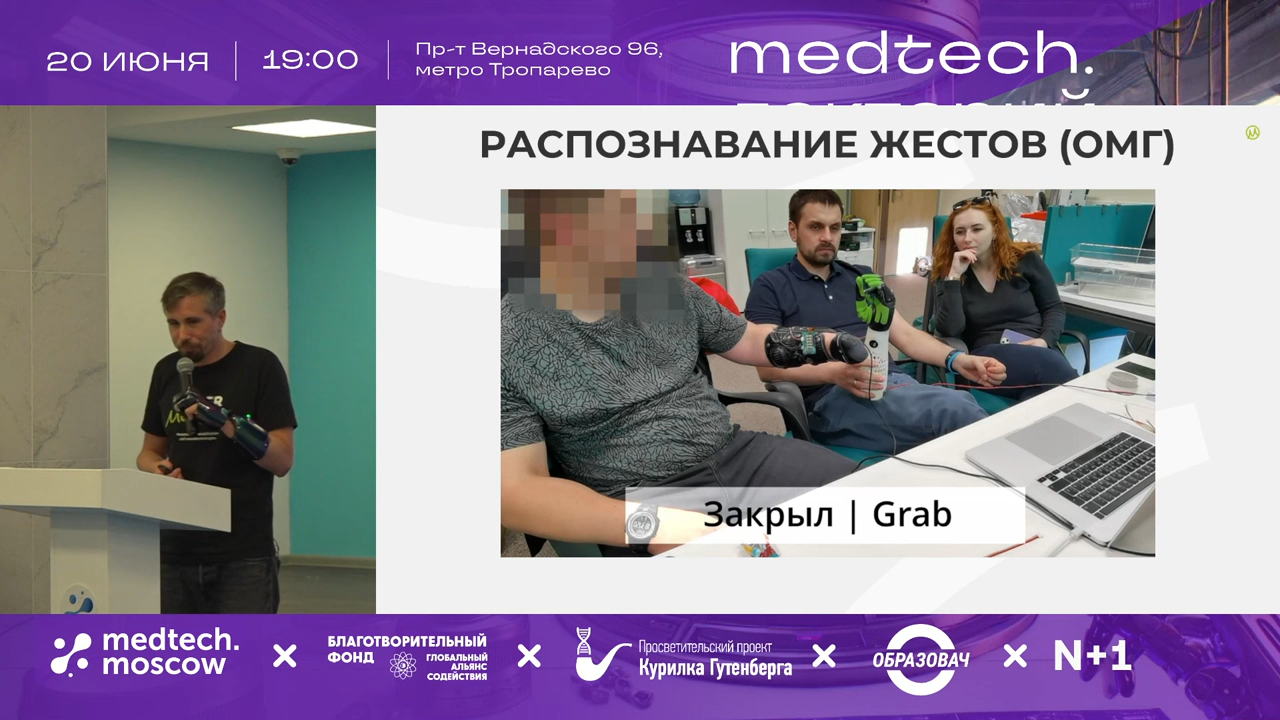 20 ИЮНЯ
19:00
Пр-т Вернадского 96,
метро Тропарево
medtech.
лекторий
РАСПОЗНАВАНИЕ ЖЕСТОВ (ОМГ)
Закрыл | Grab
medtech.
moscow
БЛАГОТВОРИТЕЛЬНЫЙ
ФОНД
ГЛОБАЛЬНЫЙ
АЛЬЯНС
СОДЕЙСТВИЯ
Просветительский проект
Курилка Гутенберга
ОБРАЗОВАЧ
N+1